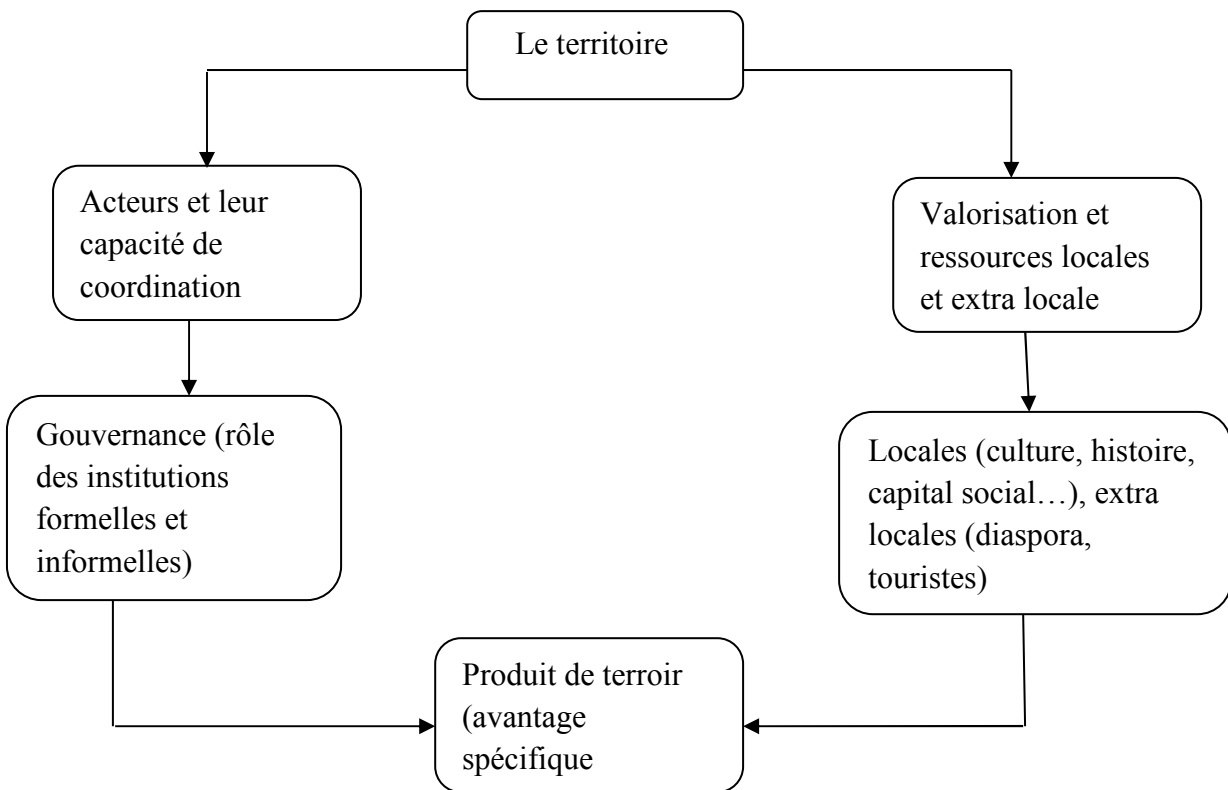 Le territoire
Acteurs et leur
capacité de
coordination
Valorisation et
ressources locales
et extra locale
Gouvernance (rôle
des institutions
formelles et
informelles)
Locales (culture, histoire,
capital social…), extra
locales (diaspora,
touristes)
Produit de terroir
(avantage
spécifique